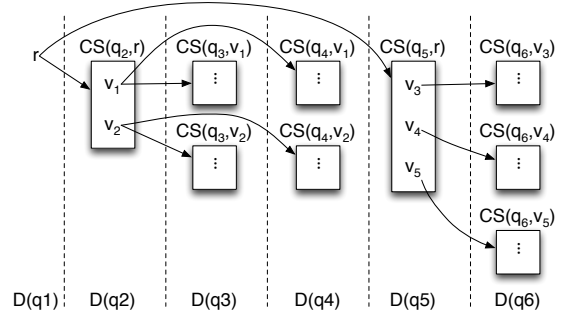 r
CS(q₂,r)
CS(q₃,v₁)
CS(q₄,v₁)
CS(q₅,r)
CS(q₆,v₃)
v₁
⋮
⋮
v₃
⋮
v₂
CS(q₃,v₂)
CS(q₄,v₂)
v₄
CS(q₆,v₄)
⋮
⋮
v₅
⋮
CS(q₆,v₅)
⋮
D(q1) D(q2) D(q3) D(q4) D(q5) D(q6)